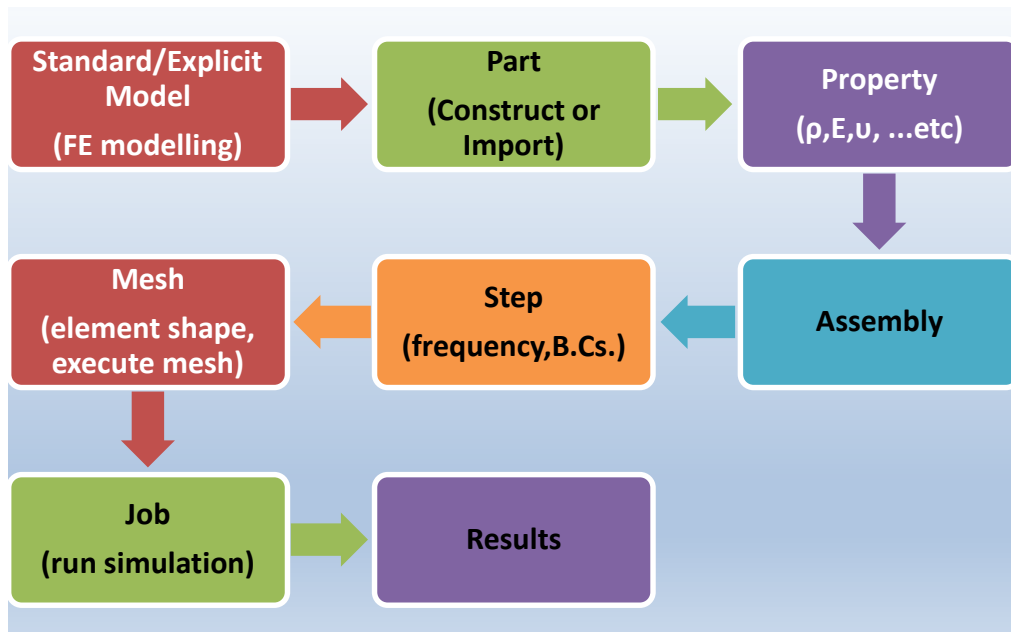 Standard/Explicit
Model
(FE modelling)
Part
(Construct or
Import)
Property
(ρ,E,υ, ...etc)
Assembly
Step
(frequency,B.Cs.)
Mesh
(element shape,
execute mesh)
Job
(run simulation)
Results